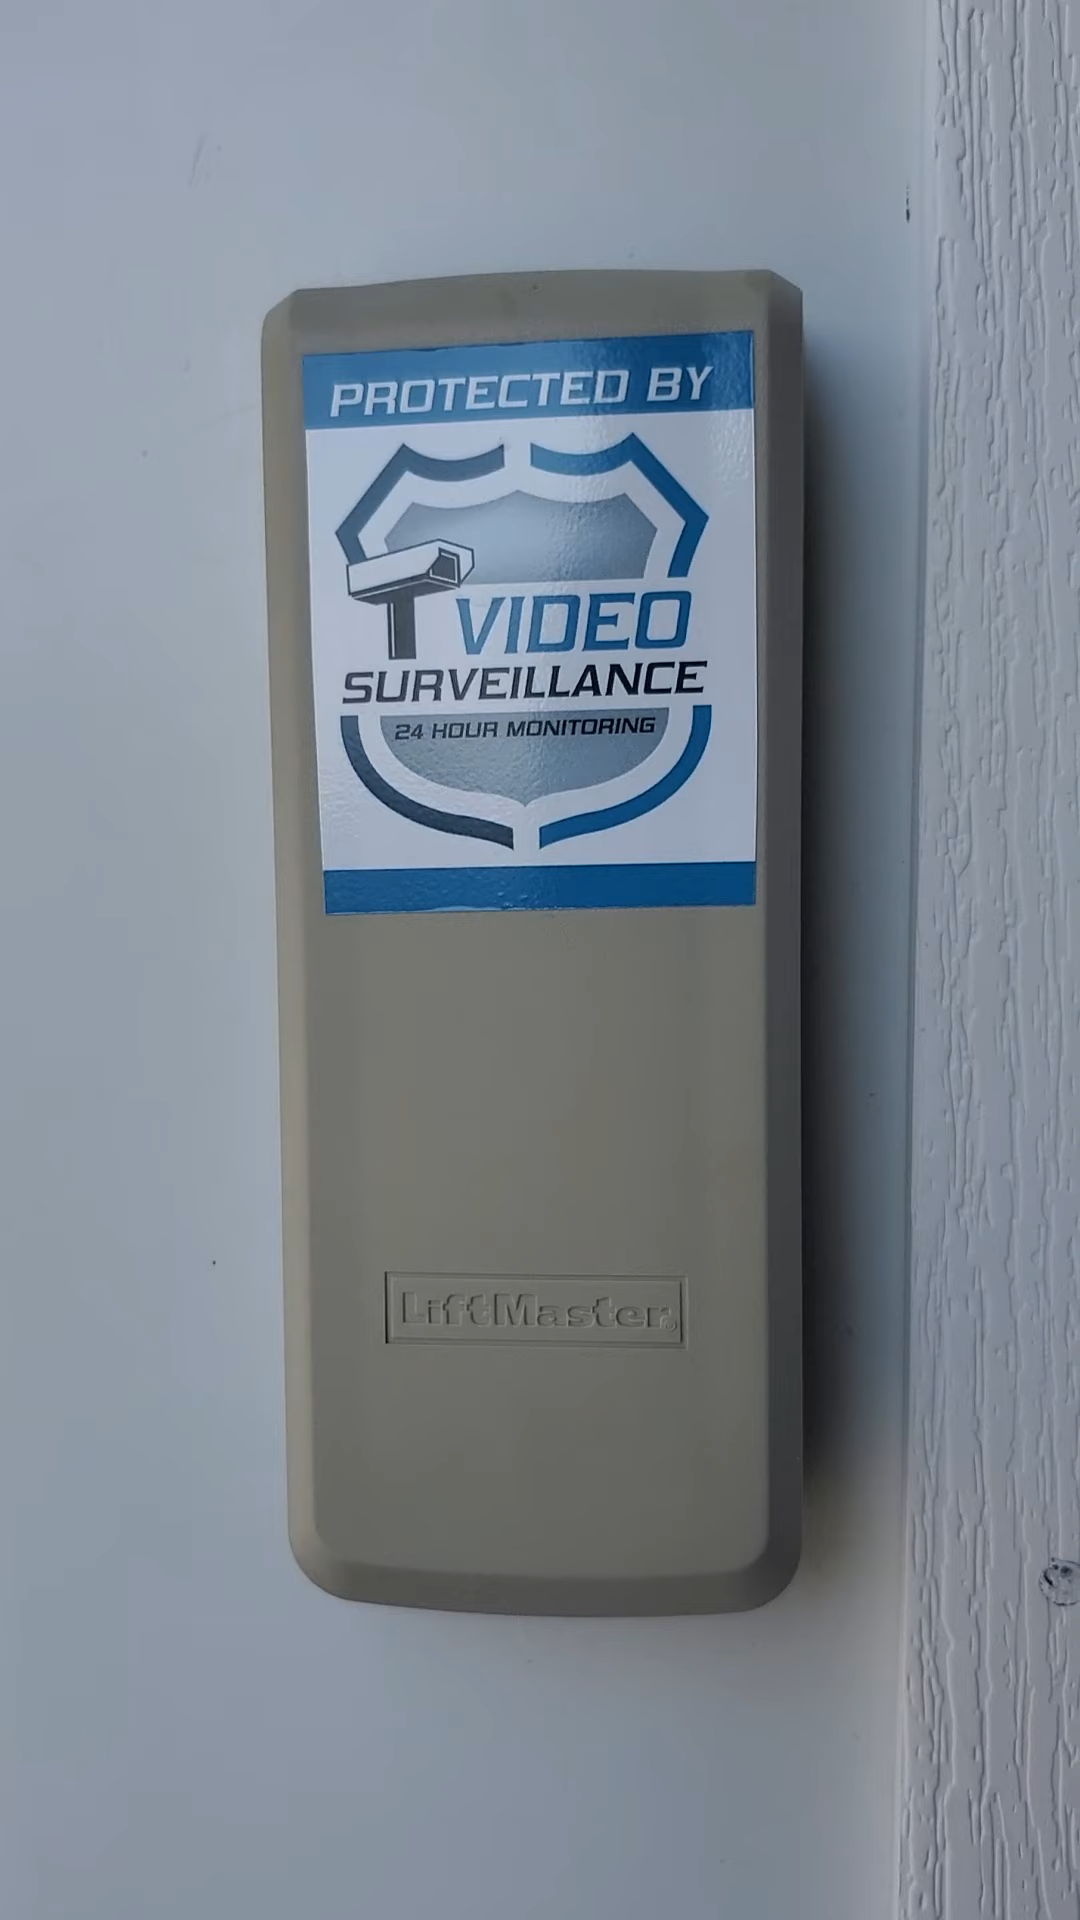 PROTECTED BY
VIDEO
SURVEILLANCE
24 HOUR MONITORING
LiftMaster®